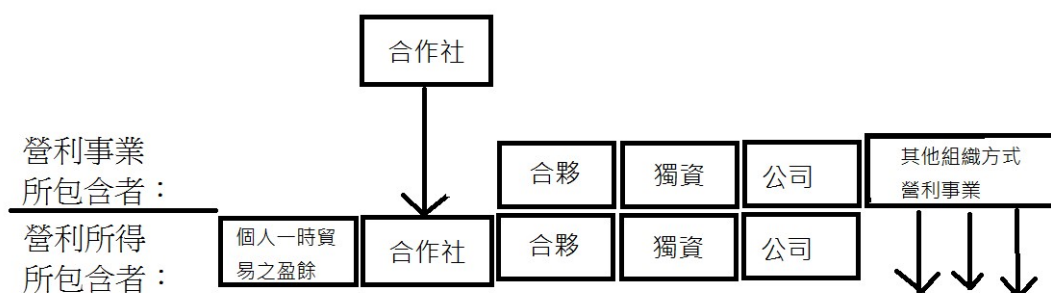 合作社
營利事業
所包含者：
合夥
獨資
公司
其他組織方式
營利事業
營利所得
所包含者：
個人一時貿
易之盈餘
合作社
合夥
獨資
公司